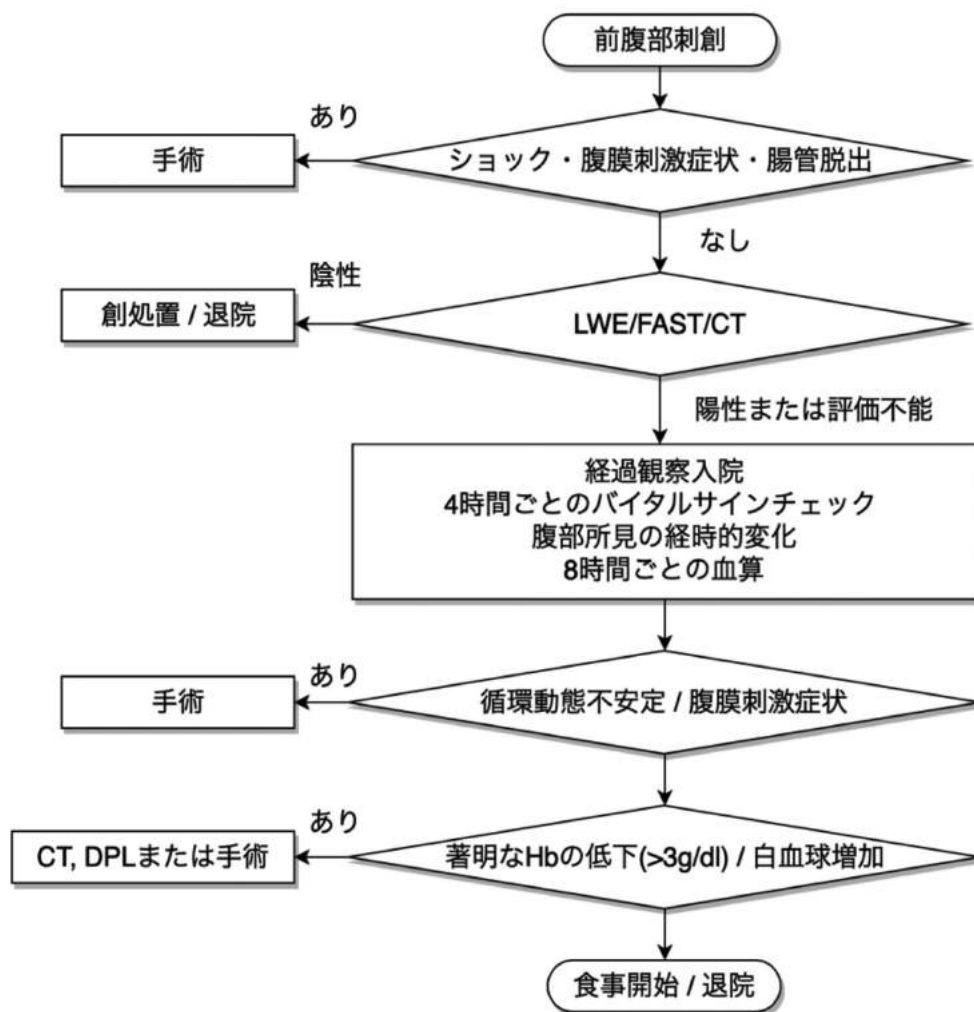 前腹部刺創
あり
手術
ショック・腹膜刺激症状・腸管脱出
なし
陰性
創処置 / 退院
LWE/FAST/CT
陽性または評価不能
経過観察入院
4時間ごとのバイタルサインチェック
腹部所見の経時的変化
8時間ごとの血算
あり
手術
循環動態不安定 / 腹膜刺激症状
あり
CT, DPLまたは手術
著明なHbの低下(>3g/dl) / 白血球増加
食事開始 / 退院